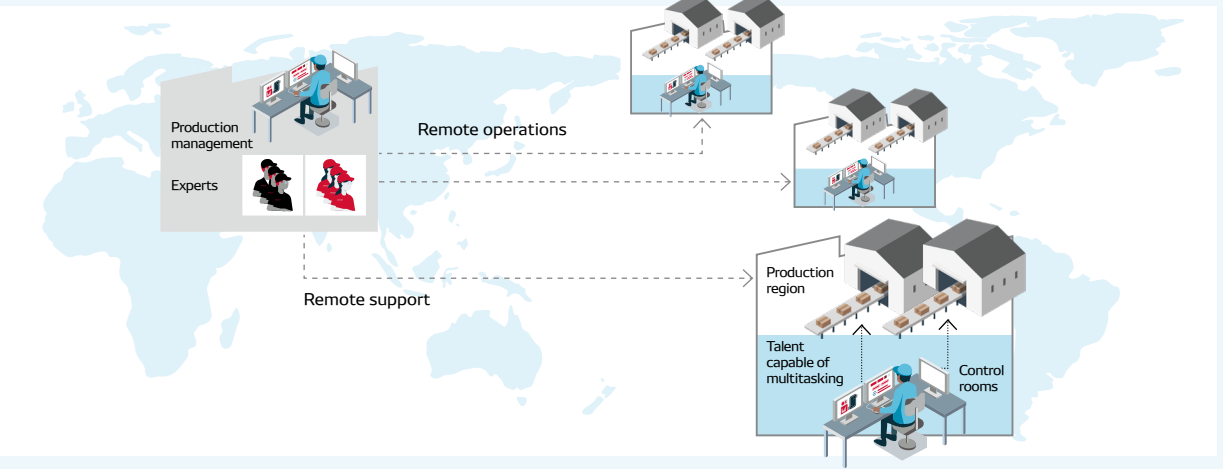 Production
management
Experts
Remote operations
Remote support
Production
region
Talent
capable of
multitasking
Control
rooms